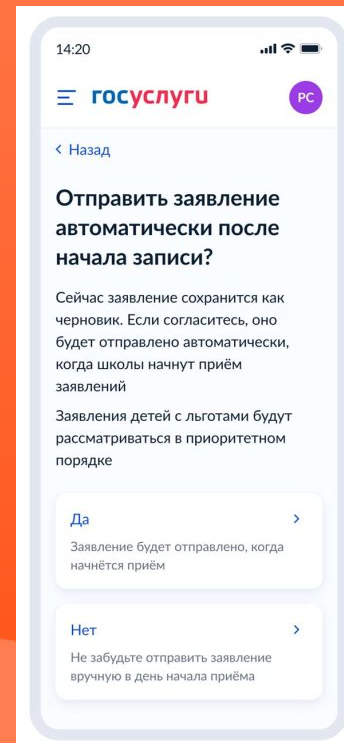 14:20
госуслуги
РС
Назад
Отправить заявление
автоматически после
начала записи?
Сейчас заявление сохранится как
черновик. Если согласитесь, оно
будет отправлено автоматически,
когда школы начнут приём
заявлений
Заявления детей с льготами будут
рассматриваться в приоритетном
порядке
Да
Заявление будет отправлено, когда
начнётся приём
Нет
Не забудьте отправить заявление
вручную в день начала приёма